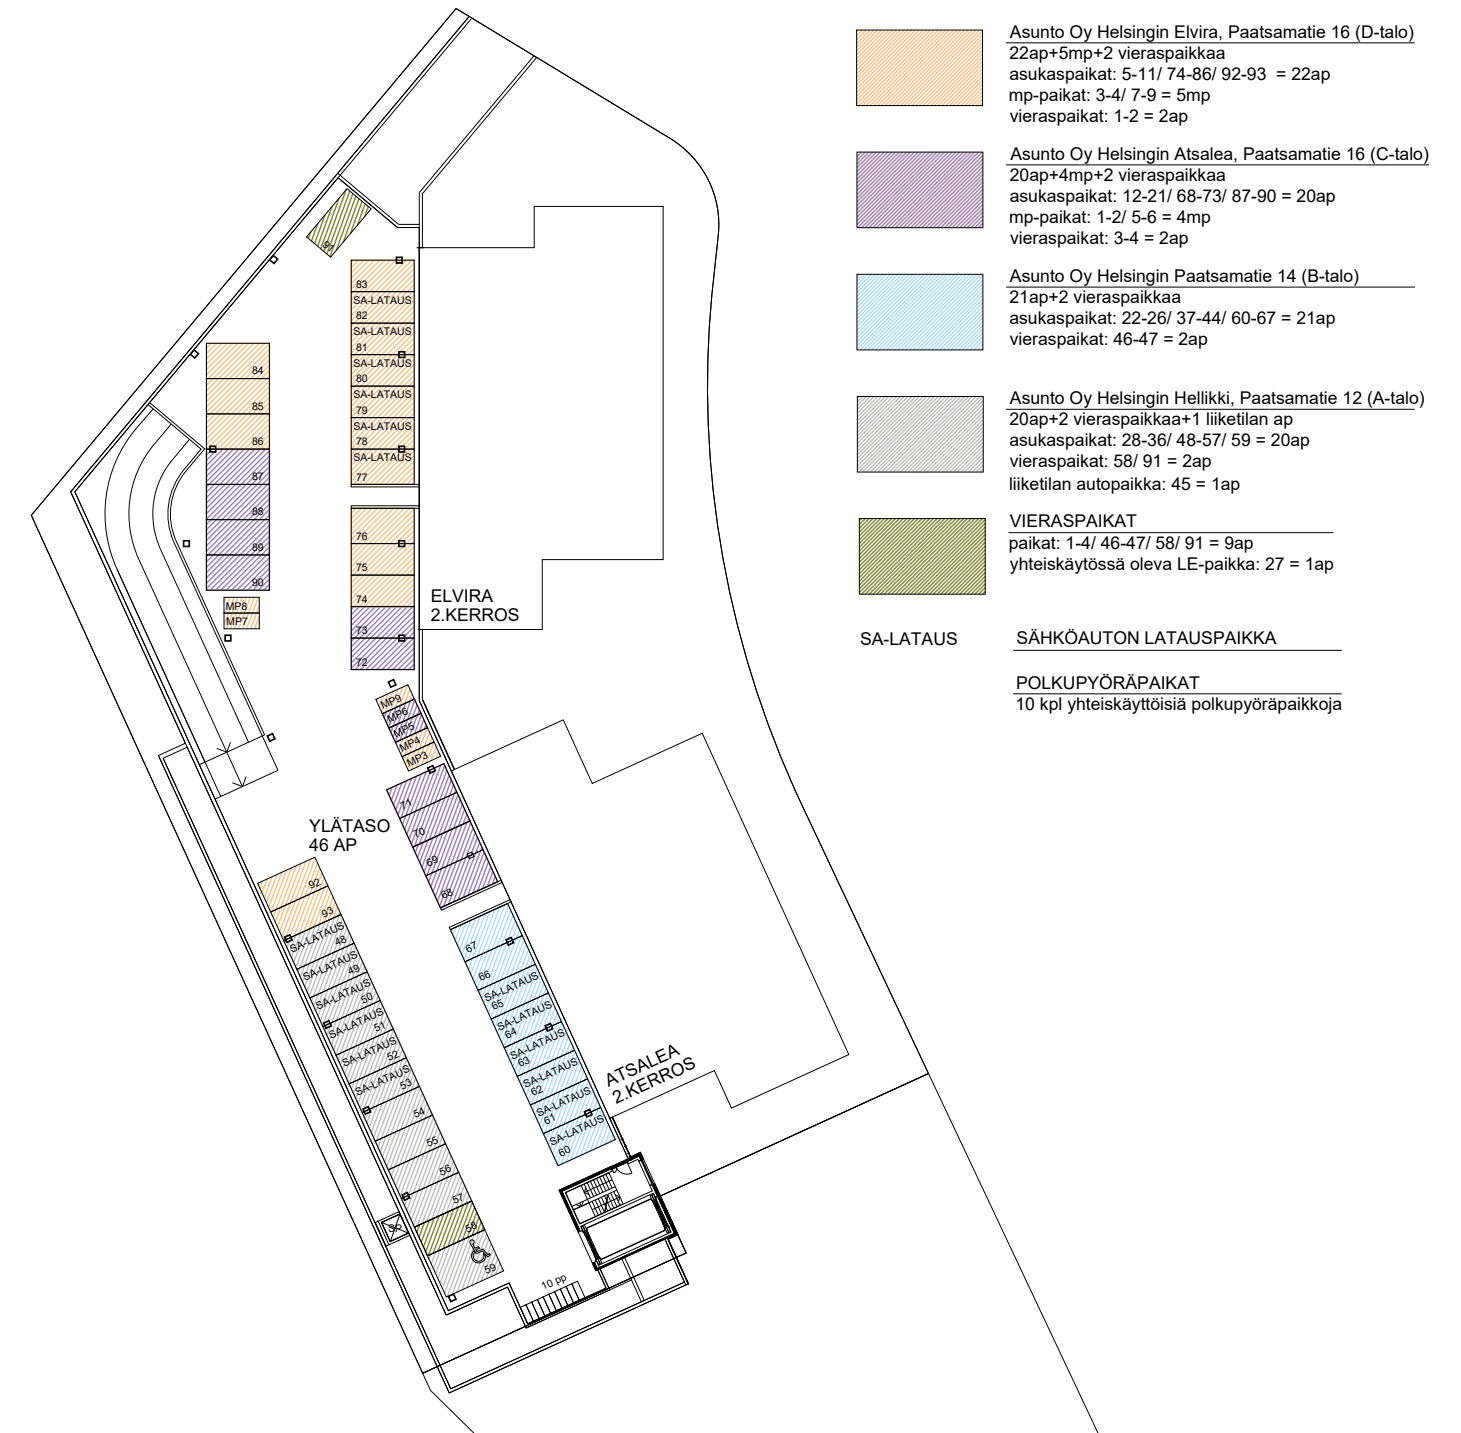 Asunto Oy Helsingin Elvira, Paatsamatie 16 (D-talo)
22ap+5mp+2 vieraspaikkaa
asukaspaikat: 5-11/ 74-86/ 92-93 = 22ap
mp-paikat: 3-4/ 7-9 = 5mp
vieraspaikat: 1-2 = 2ap
Asunto Oy Helsingin Atsalea, Paatsamatie 16 (C-talo)
20ap+4mp+2 vieraspaikkaa
asukaspaikat: 12-21/ 68-73/ 87-90 = 20ap
mp-paikat: 1-2/ 5-6 = 4mp
vieraspaikat: 3-4 = 2ap
Asunto Oy Helsingin Paatsamatie 14 (B-talo)
21ap+2 vieraspaikkaa
asukaspaikat: 22-26/ 37-44/ 60-67 = 21ap
vieraspaikat: 46-47 = 2ap
Asunto Oy Helsingin Hellikki, Paatsamatie 12 (A-talo)
20ap+2 vieraspaikkaa+1 liiketilan ap
asukaspaikat: 28-36/ 48-57/ 59 = 20ap
vieraspaikat: 58/ 91 = 2ap
liiketilan autopaikka: 45 = 1ap
VIERASPAIKAT
paikat: 1-4/ 46-47/ 58/ 91 = 9ap
yhteiskäytössä oleva LE-paikka: 27 = 1ap
SA-LATAUS SÄHKÖAUTON LATAUSPAIKKA
POLKUPYÖRÄPAIKAT
10 kpl yhteiskäyttöisiä polkupyöräpaikkoja
91
83
SA-LATAUS
82
SA-LATAUS
81
SA-LATAUS
80
SA-LATAUS
79
SA-LATAUS
78
SA-LATAUS
77
84
85
86
87
88
89
90
MP8
MP7
76
75
74
73
72
ELVIRA
2.KERROS
MP9
MP6
MP5
MP4
MP3
71
70
69
68
YLÄTASO
46 AP
92
93
SA-LATAUS
48
SA-LATAUS
49
SA-LATAUS
50
SA-LATAUS
51
SA-LATAUS
52
SA-LATAUS
53
54
55
56
57
58
59
67
66
SA-LATAUS
65
SA-LATAUS
64
SA-LATAUS
63
SA-LATAUS
62
SA-LATAUS
61
SA-LATAUS
60
ATSALEA
2.KERROS
10 pp